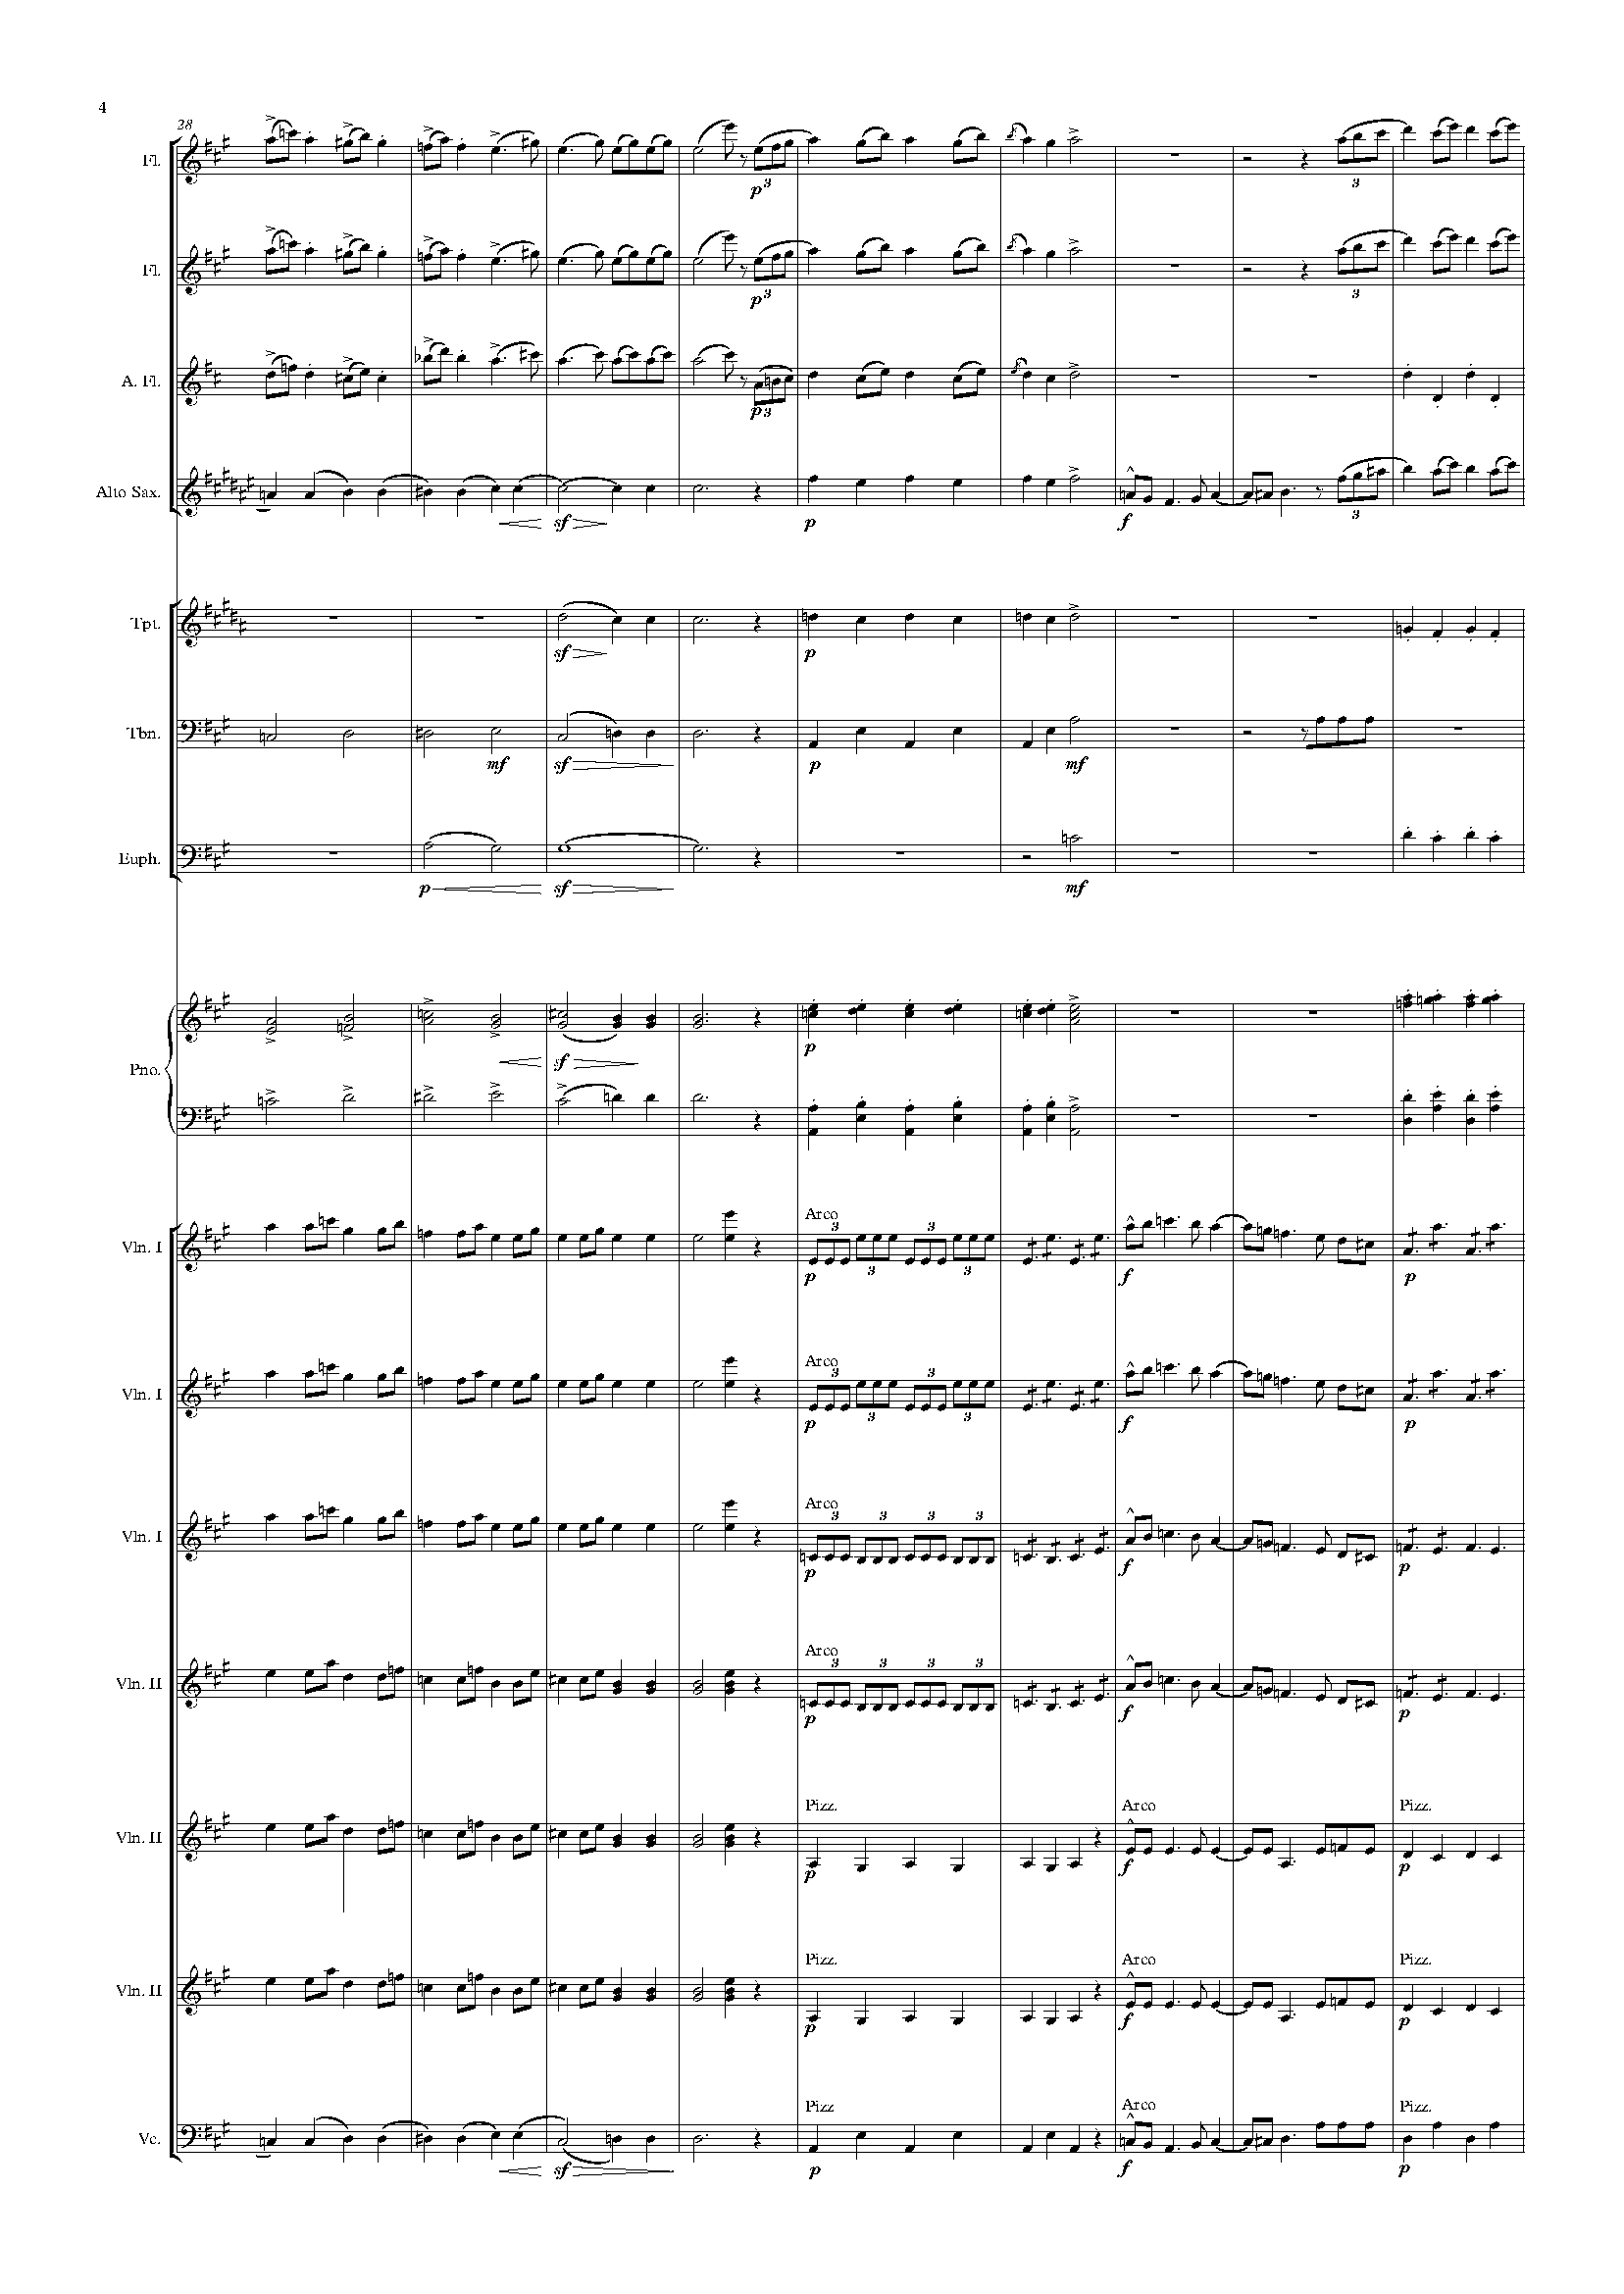 4
28
Fl.
p 3 3
Fl.
p 3 3
A. Fl.
p 3
Alto Sax.
sf p f 3
Tpt.
sf p
Tbn.
mf sf p mf
Euph.
p sf mf
Pno.
sf p
Arco
Vln. I
3 3 3 3
p f p
Arco
Vln. I
3 3 3 3
p f p
Arco
Vln. I
3 3 3 3
p f p
Arco
Vln. II
3 3 3 3
p f p
Pizz. Arco Pizz.
Vln. II
p f p
Pizz. Arco Pizz.
Vln. II
p f p
Pizz Arco Pizz.
Vc.
sf p f p